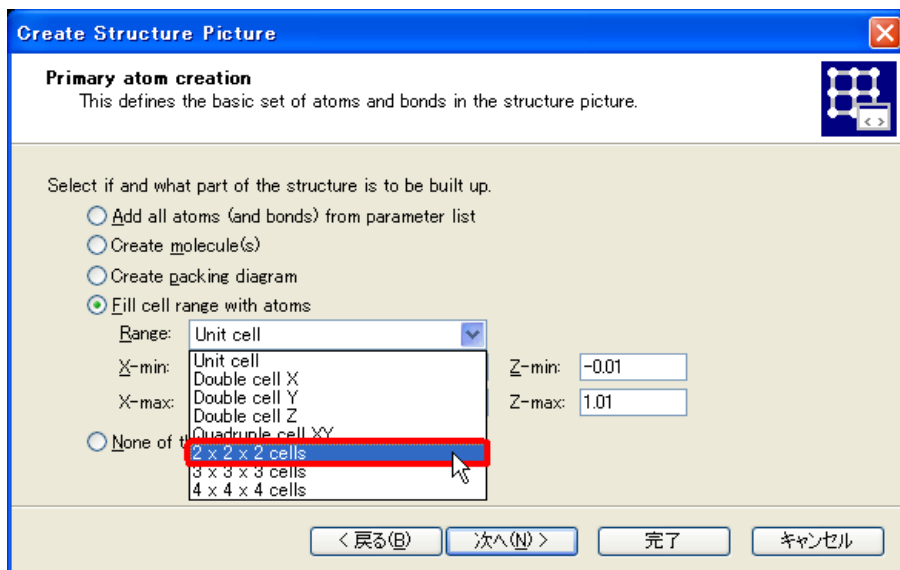 Create Structure Picture
Primary atom creation
This defines the basic set of atoms and bonds in the structure picture.
Select if and what part of the structure is to be built up.
Add all atoms (and bonds) from parameter list
Create molecule(s)
Create packing diagram
Fill cell range with atoms
Range: Unit cell
X-min: Unit cell Z-min: -0.01
Double cell X
Double cell Y
X-max: Double cell Z Z-max: 1.01
Quadruple cell XY
None of t
2 x 2 x 2 cells
3 x 3 x 3 cells
4 x 4 x 4 cells
< 戻る(B) 次へ(N) > 完了 キャンセル